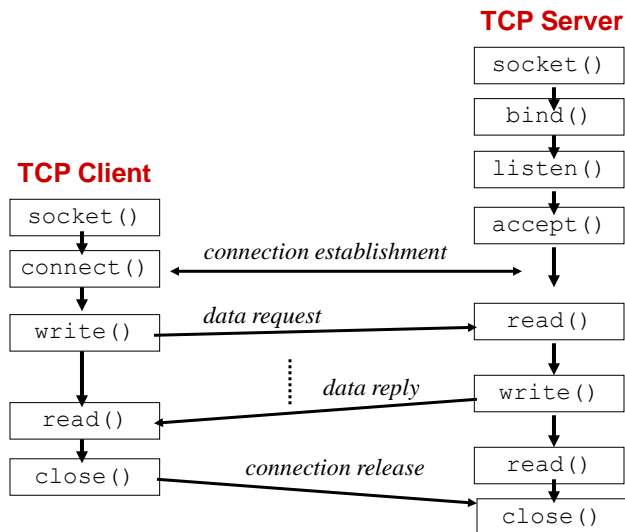 TCP Server
socket()
bind()
listen()
TCP Client
socket()
accept()
connection establishment
connect()
data request
write()
read()
data reply
write()
read()
connection release
read()
close()
close()